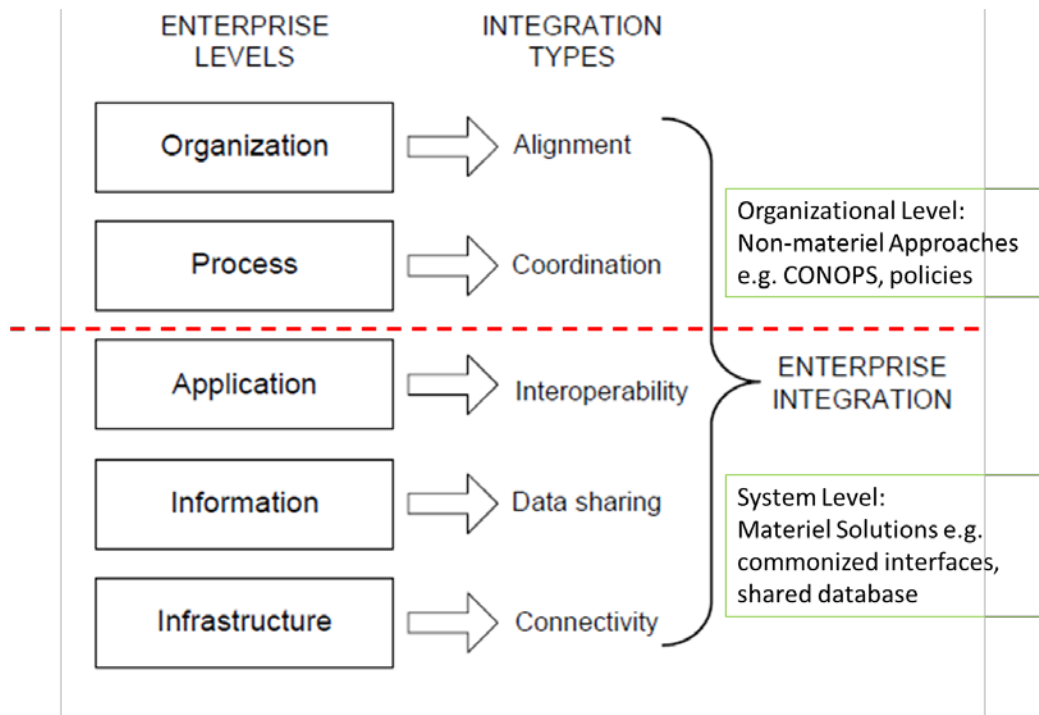 ENTERPRISE
LEVELS
INTEGRATION
TYPES
Organization
Alignment
Process
Coordination
Organizational Level:
Non-materiel Approaches
e.g. CONOPS, policies
Application
Interoperability
ENTERPRISE
INTEGRATION
Information
Data sharing
System Level:
Materiel Solutions e.g.
commonized interfaces,
shared database
Infrastructure
Connectivity